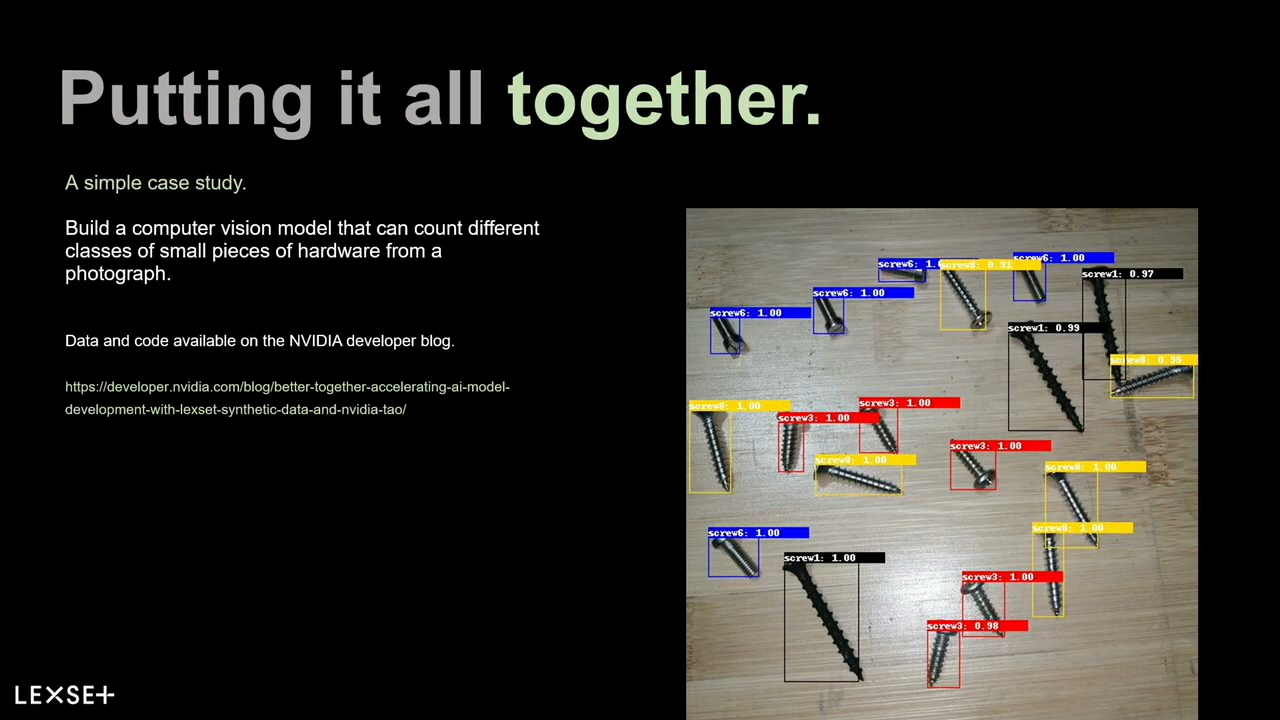 Putting it all together.
A simple case study.
Build a computer vision model that can count different
classes of small pieces of hardware from a
photograph.
Data and code available on the NVIDIA developer blog.
https://developer.nvidia.com/blog/better-together-accelerating-ai-model-
development-with-lexset-synthetic-data-and-nvidia-tao/
screw6: 1.00
screw6: 1.0
screw8: 0.91
screw1: 0.97
screw6: 1.00
screw6: 1.00
screw1: 0.99
screw8: 0.99
screw8: 1.00
screw3: 1.00
screw3: 1.00
screw3: 1.00
screw8: 1.00
screw8: 1.00
screw6: 1.00
screw8: 1.00
screw1: 1.00
screw3: 1.00
screw3: 0.98
LEXSET